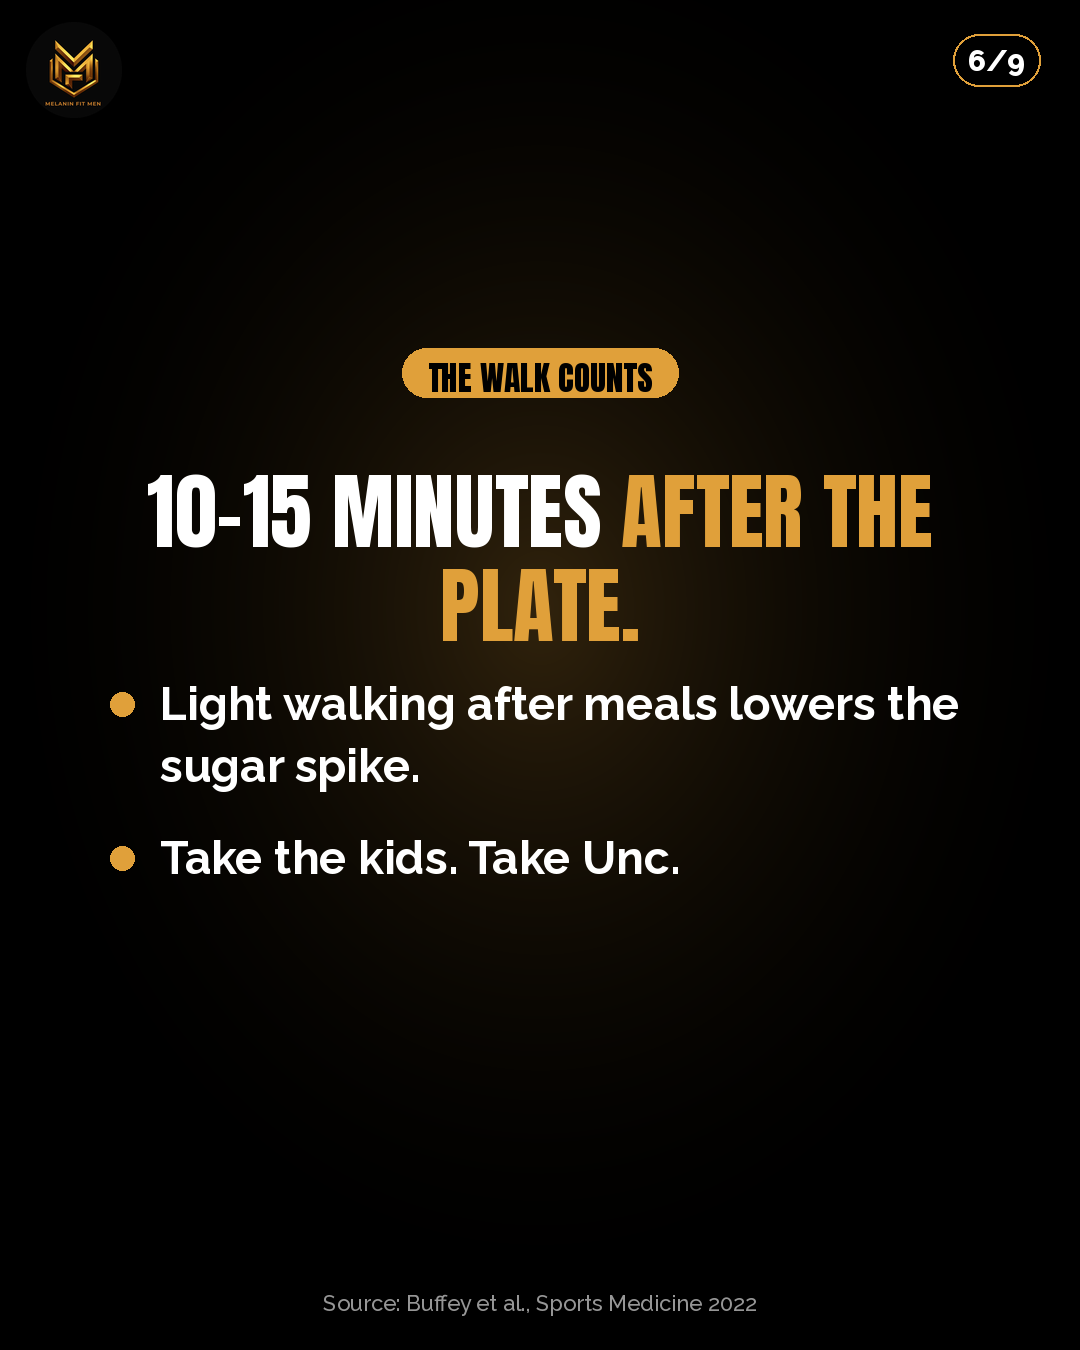 MELANIN FIT MEN
6/9
THE WALK COUNTS
10-15 MINUTES AFTER THE
PLATE.
Light walking after meals lowers the
sugar spike.
Take the kids. Take Unc.
Source: Buffey et al., Sports Medicine 2022